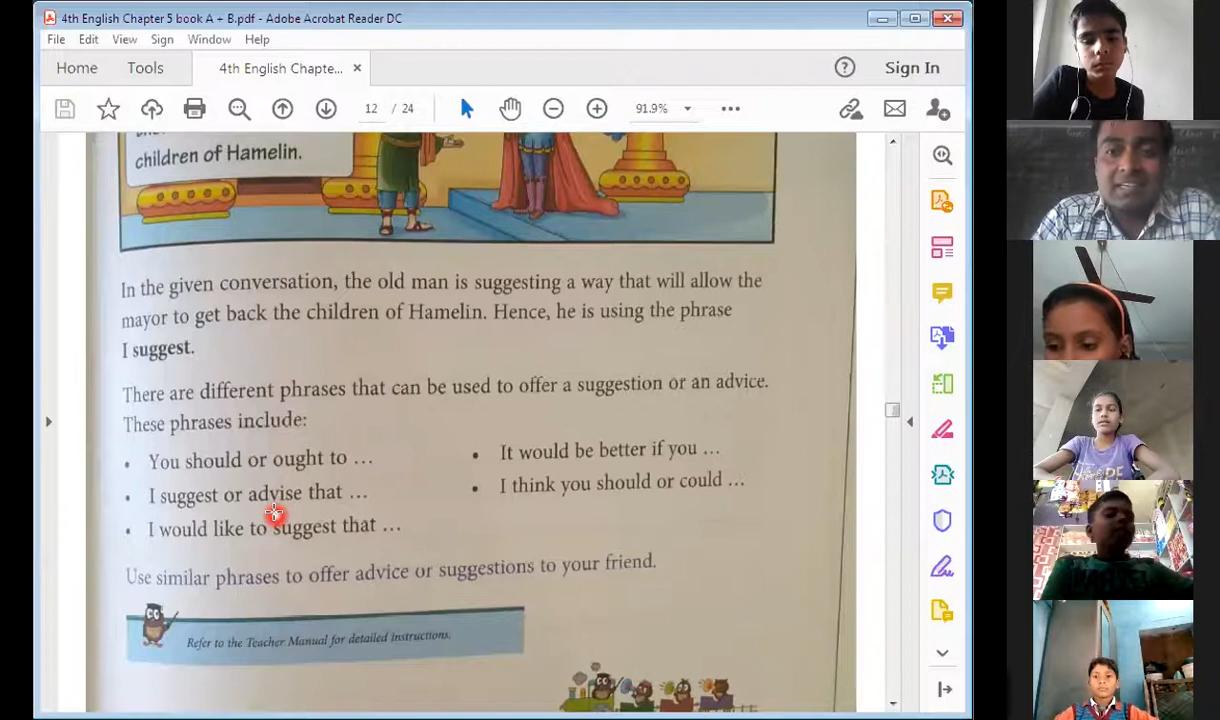 4th English Chapter 5 book A + B.pdf - Adobe Acrobat Reader DC
File Edit View Sign Window Help
Home Tools 4th English Chapte... Sign In
12 / 24 91.9%
children of Hamelin.
In the given conversation, the old man is suggesting a way that will allow the
mayor to get back the children of Hamelin. Hence, he is using the phrase
I suggest.
There are different phrases that can be used to offer a suggestion or an advice.
These phrases include:
• You should or ought to ...
• I suggest or advise that ...
• I would like to suggest that ...
• It would be better if you ...
• I think you should or could ...
Use similar phrases to offer advice or suggestions to your friend.
Refer to the Teacher Manual for detailed instructions.